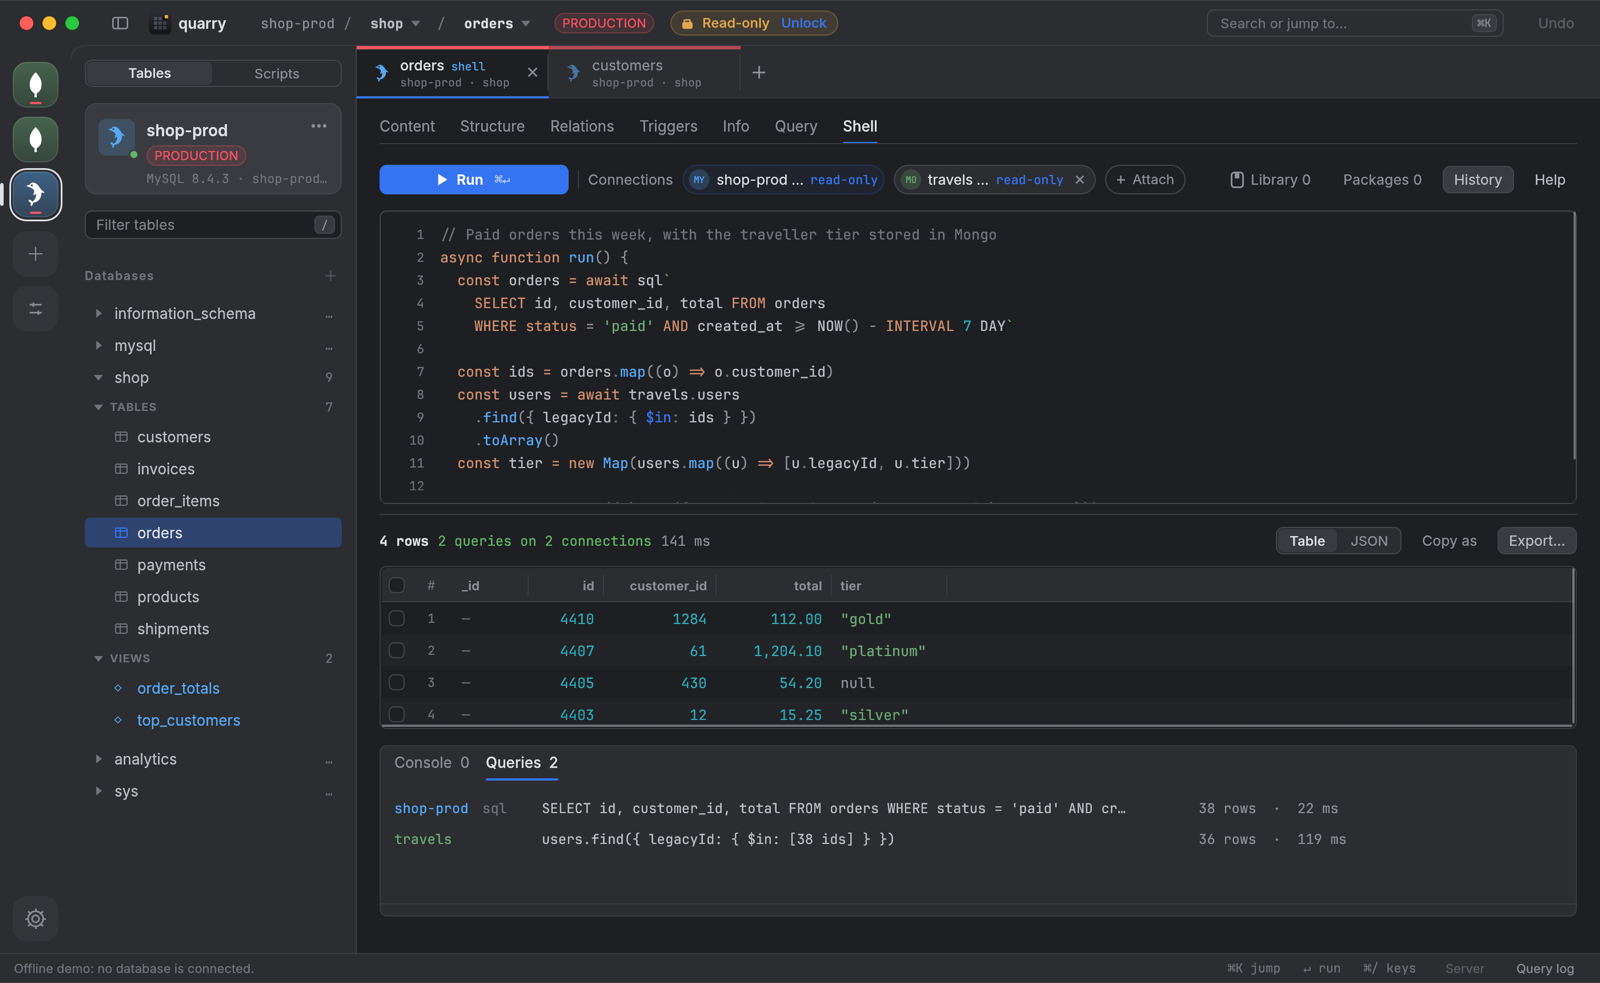 quarry
shop-prod / shop / orders
PRODUCTION
Read-only Unlock
Search or jump to... ⌘K
Undo
Tables
Scripts
shop-prod
PRODUCTION
MySQL 8.4.3 · shop-prod…
Filter tables /
Databases
information_schema …
mysql …
shop 9
TABLES 7
customers
invoices
order_items
orders
payments
products
shipments
VIEWS 2
order_totals
top_customers
analytics …
sys …
orders shell
shop-prod · shop
customers
shop-prod · shop
Content Structure Relations Triggers Info Query Shell
Run ⌘↵
Connections
MY shop-prod ... read-only
MO travels ... read-only ×
+ Attach
Library 0
Packages 0
History
Help
1 // Paid orders this week, with the traveller tier stored in Mongo
2 async function run() {
3 const orders = await sql`
4 SELECT id, customer_id, total FROM orders
5 WHERE status = 'paid' AND created_at >= NOW() - INTERVAL 7 DAY`
6
7 const ids = orders.map((o) => o.customer_id)
8 const users = await travels.users
9 .find({ legacyId: { $in: ids } })
10 .toArray()
11 const tier = new Map(users.map((u) => [u.legacyId, u.tier]))
12
4 rows 2 queries on 2 connections 141 ms
Table JSON Copy as Export...
# _id id customer_id total tier
1 — 4410 1284 112.00 "gold"
2 — 4407 61 1,204.10 "platinum"
3 — 4405 430 54.20 null
4 — 4403 12 15.25 "silver"
Console 0 Queries 2
shop-prod sql SELECT id, customer_id, total FROM orders WHERE status = 'paid' AND cr… 38 rows · 22 ms
travels users.find({ legacyId: { $in: [38 ids] } }) 36 rows · 119 ms
Offline demo: no database is connected.
⌘K jump ↵ run ⌘/ keys Server Query log